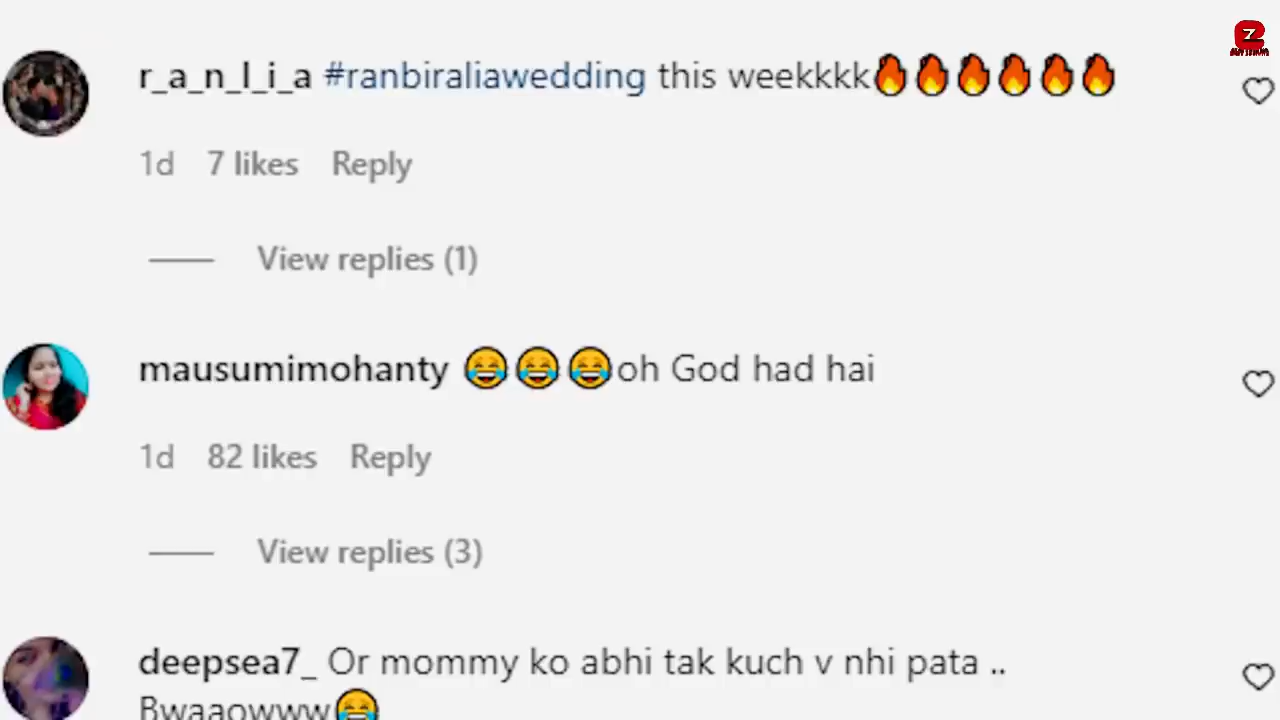 r_a_n_l_i_a #ranbiraliawedding this weekkkk🔥🔥🔥🔥🔥🔥
1d 7 likes Reply
View replies (1)
mausumimohanty 😂😂😂oh God had hai
1d 82 likes Reply
View replies (3)
deepsea7_ Or mommy ko abhi tak kuch v nhi pata ..
Bwaaowww😂